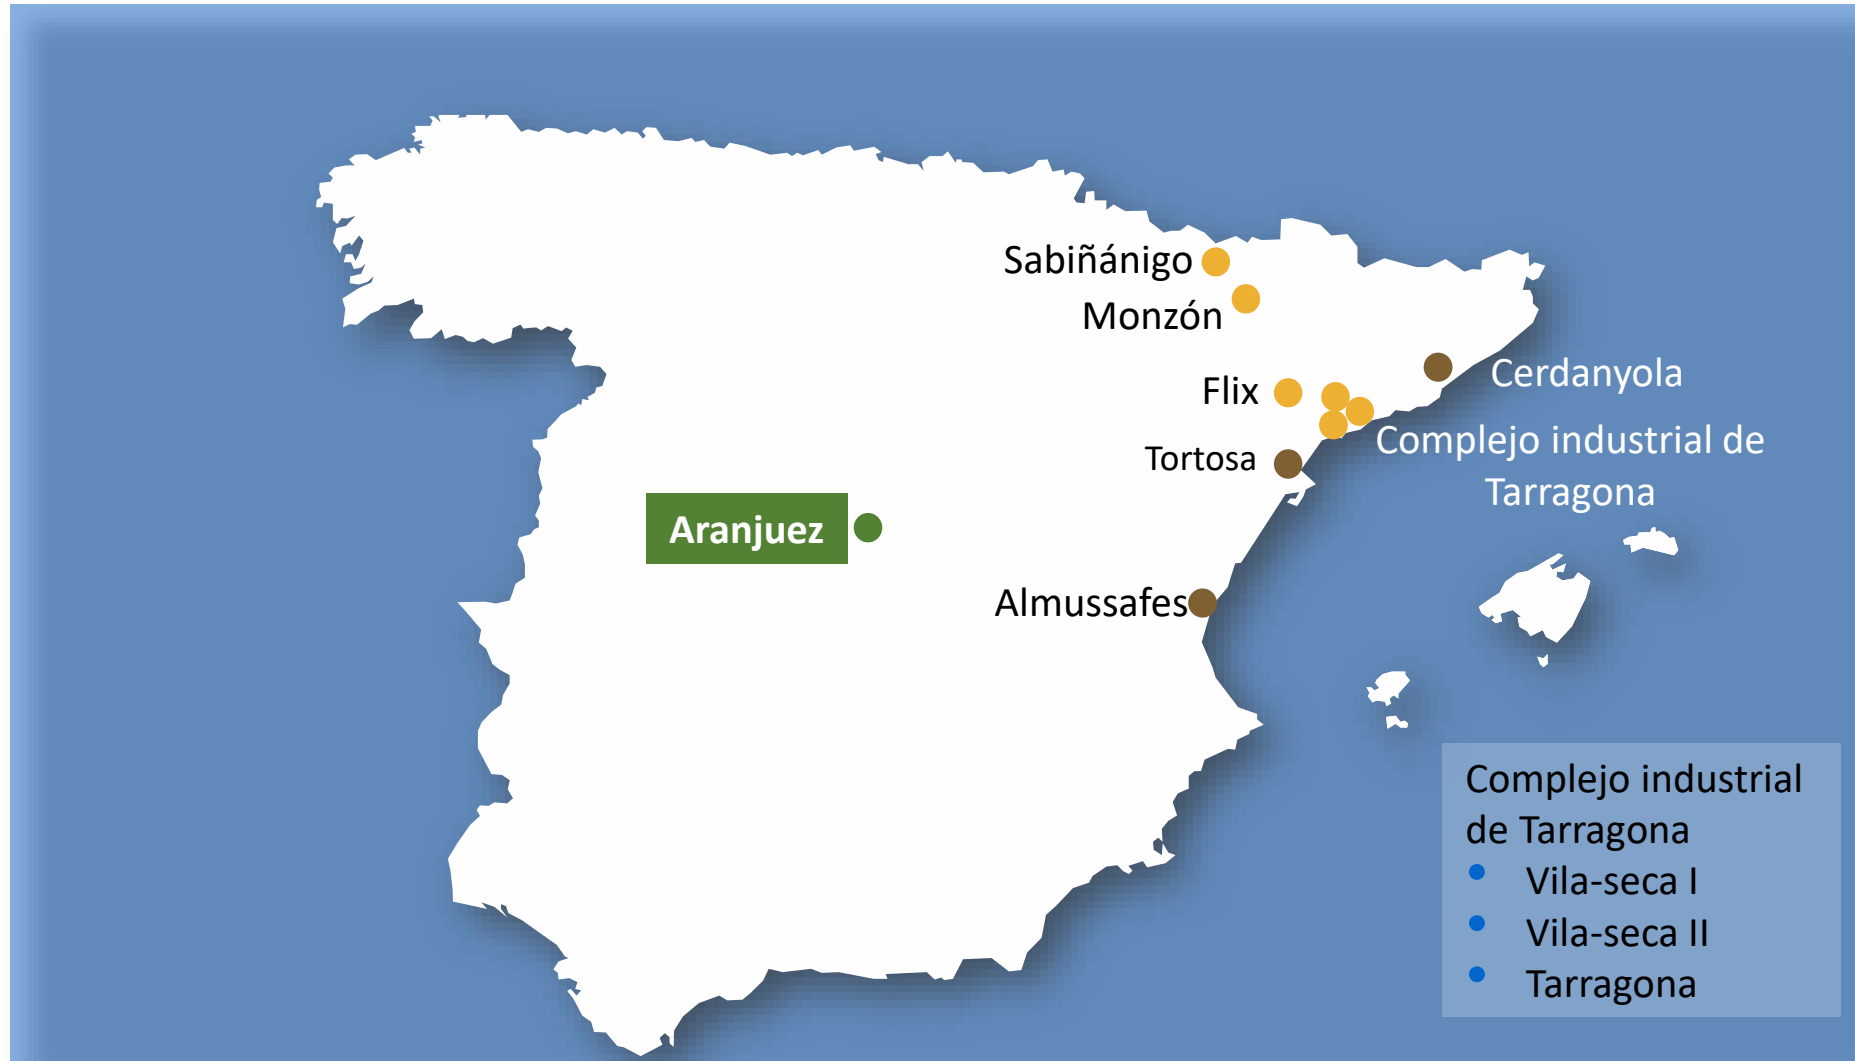 Sabiñánigo
Monzón
Cerdanyola
Flix
Complejo industrial de
Tarragona
Tortosa
Aranjuez
Almussafes
Complejo industrial
de Tarragona
• Vila-seca I
• Vila-seca II
• Tarragona